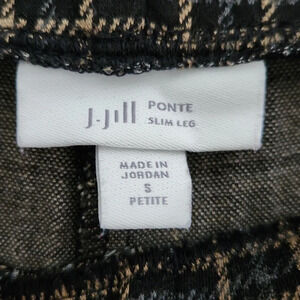 J.Jill PONTE
SLIM LEG
MADE IN
JORDAN
S
PETITE